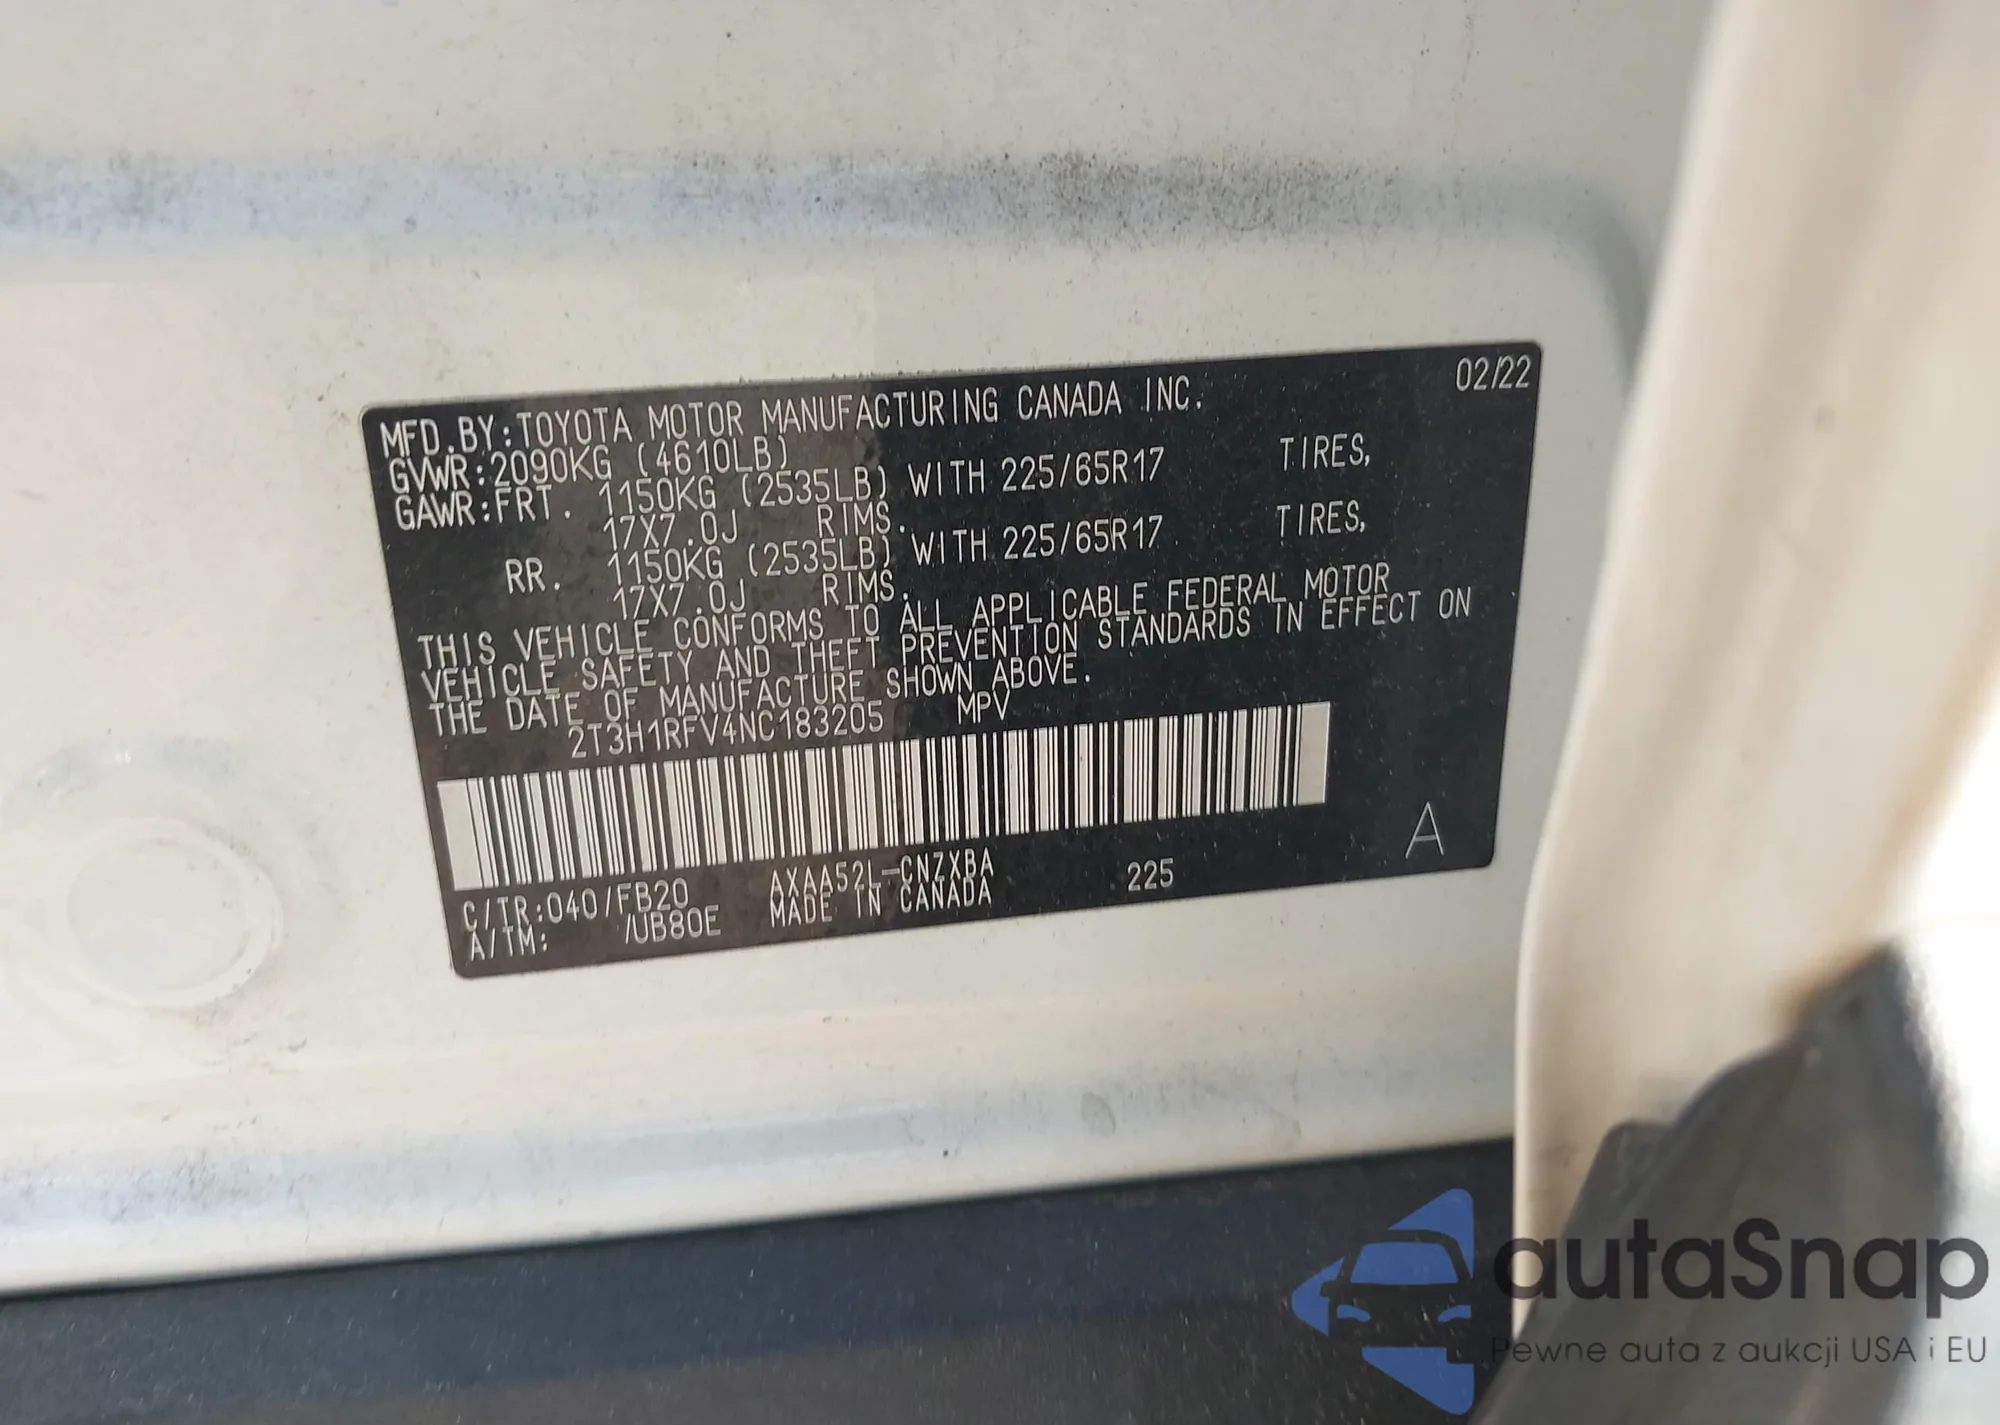 02/22
MFD.BY:TOYOTA MOTOR MANUFACTURING CANADA INC.
GVWR:2090KG (4610LB)
GAWR:FRT. 1150KG (2535LB) WITH 225/65R17 TIRES,
17X7.0J RIMS.
RR. 1150KG (2535LB) WITH 225/65R17 TIRES,
17X7.0J RIMS.
THIS VEHICLE CONFORMS TO ALL APPLICABLE FEDERAL MOTOR
VEHICLE SAFETY AND THEFT PREVENTION STANDARDS IN EFFECT ON
THE DATE OF MANUFACTURE SHOWN ABOVE.
2T3H1RFV4NC183205 MPV
C/TR:040/FB20 AXAA52L-CNZXBA 225 A
A/TM: /UB80E MADE IN CANADA
autaSnap
Pewne auta z aukcji USA i EU